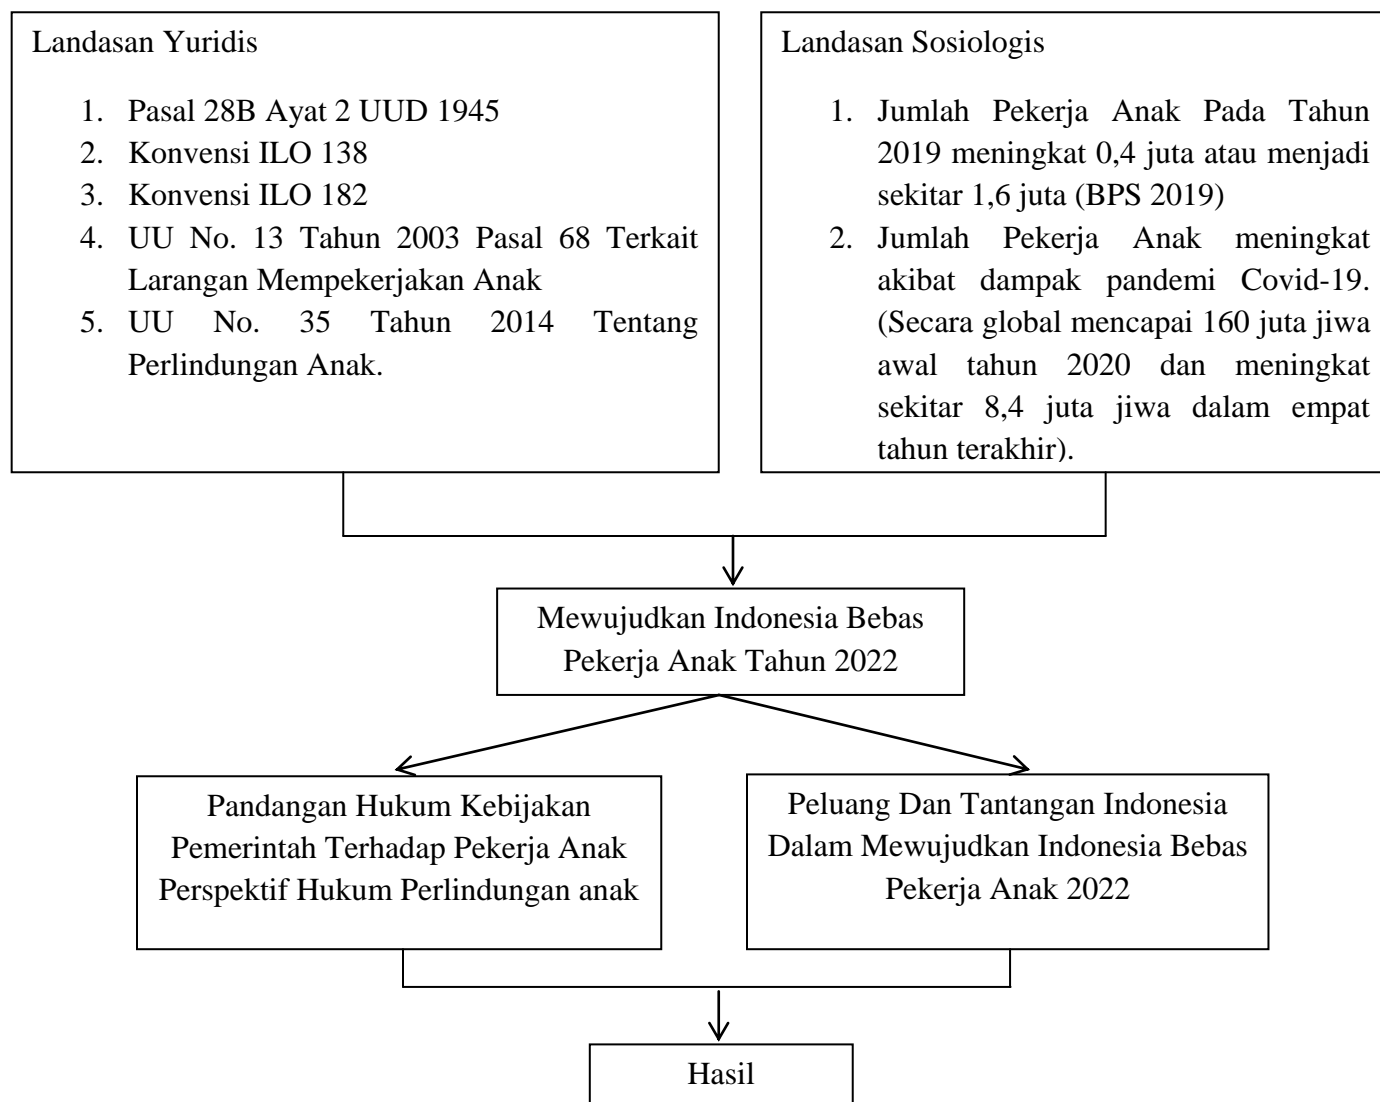 Landasan Yuridis
1. Pasal 28B Ayat 2 UUD 1945
2. Konvensi ILO 138
3. Konvensi ILO 182
4. UU No. 13 Tahun 2003 Pasal 68 Terkait
Larangan Mempekerjakan Anak
5. UU No. 35 Tahun 2014 Tentang
Perlindungan Anak.
Landasan Sosiologis
1. Jumlah Pekerja Anak Pada Tahun
2019 meningkat 0,4 juta atau menjadi
sekitar 1,6 juta (BPS 2019)
2. Jumlah Pekerja Anak meningkat
akibat dampak pandemi Covid-19.
(Secara global mencapai 160 juta jiwa
awal tahun 2020 dan meningkat
sekitar 8,4 juta jiwa dalam empat
tahun terakhir).
Mewujudkan Indonesia Bebas
Pekerja Anak Tahun 2022
Pandangan Hukum Kebijakan
Pemerintah Terhadap Pekerja Anak
Perspektif Hukum Perlindungan anak
Peluang Dan Tantangan Indonesia
Dalam Mewujudkan Indonesia Bebas
Pekerja Anak 2022
Hasil